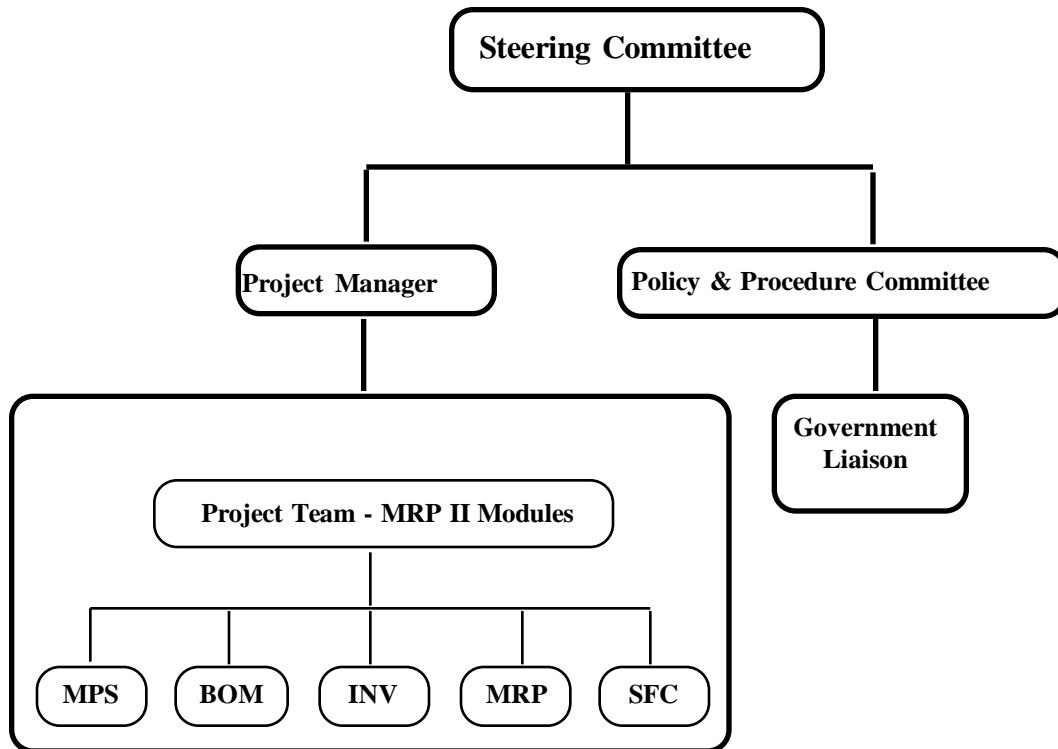 Steering Committee
Project Manager
Policy & Procedure Committee
Government
Liaison
Project Team - MRP II Modules
MPS
BOM
INV
MRP
SFC